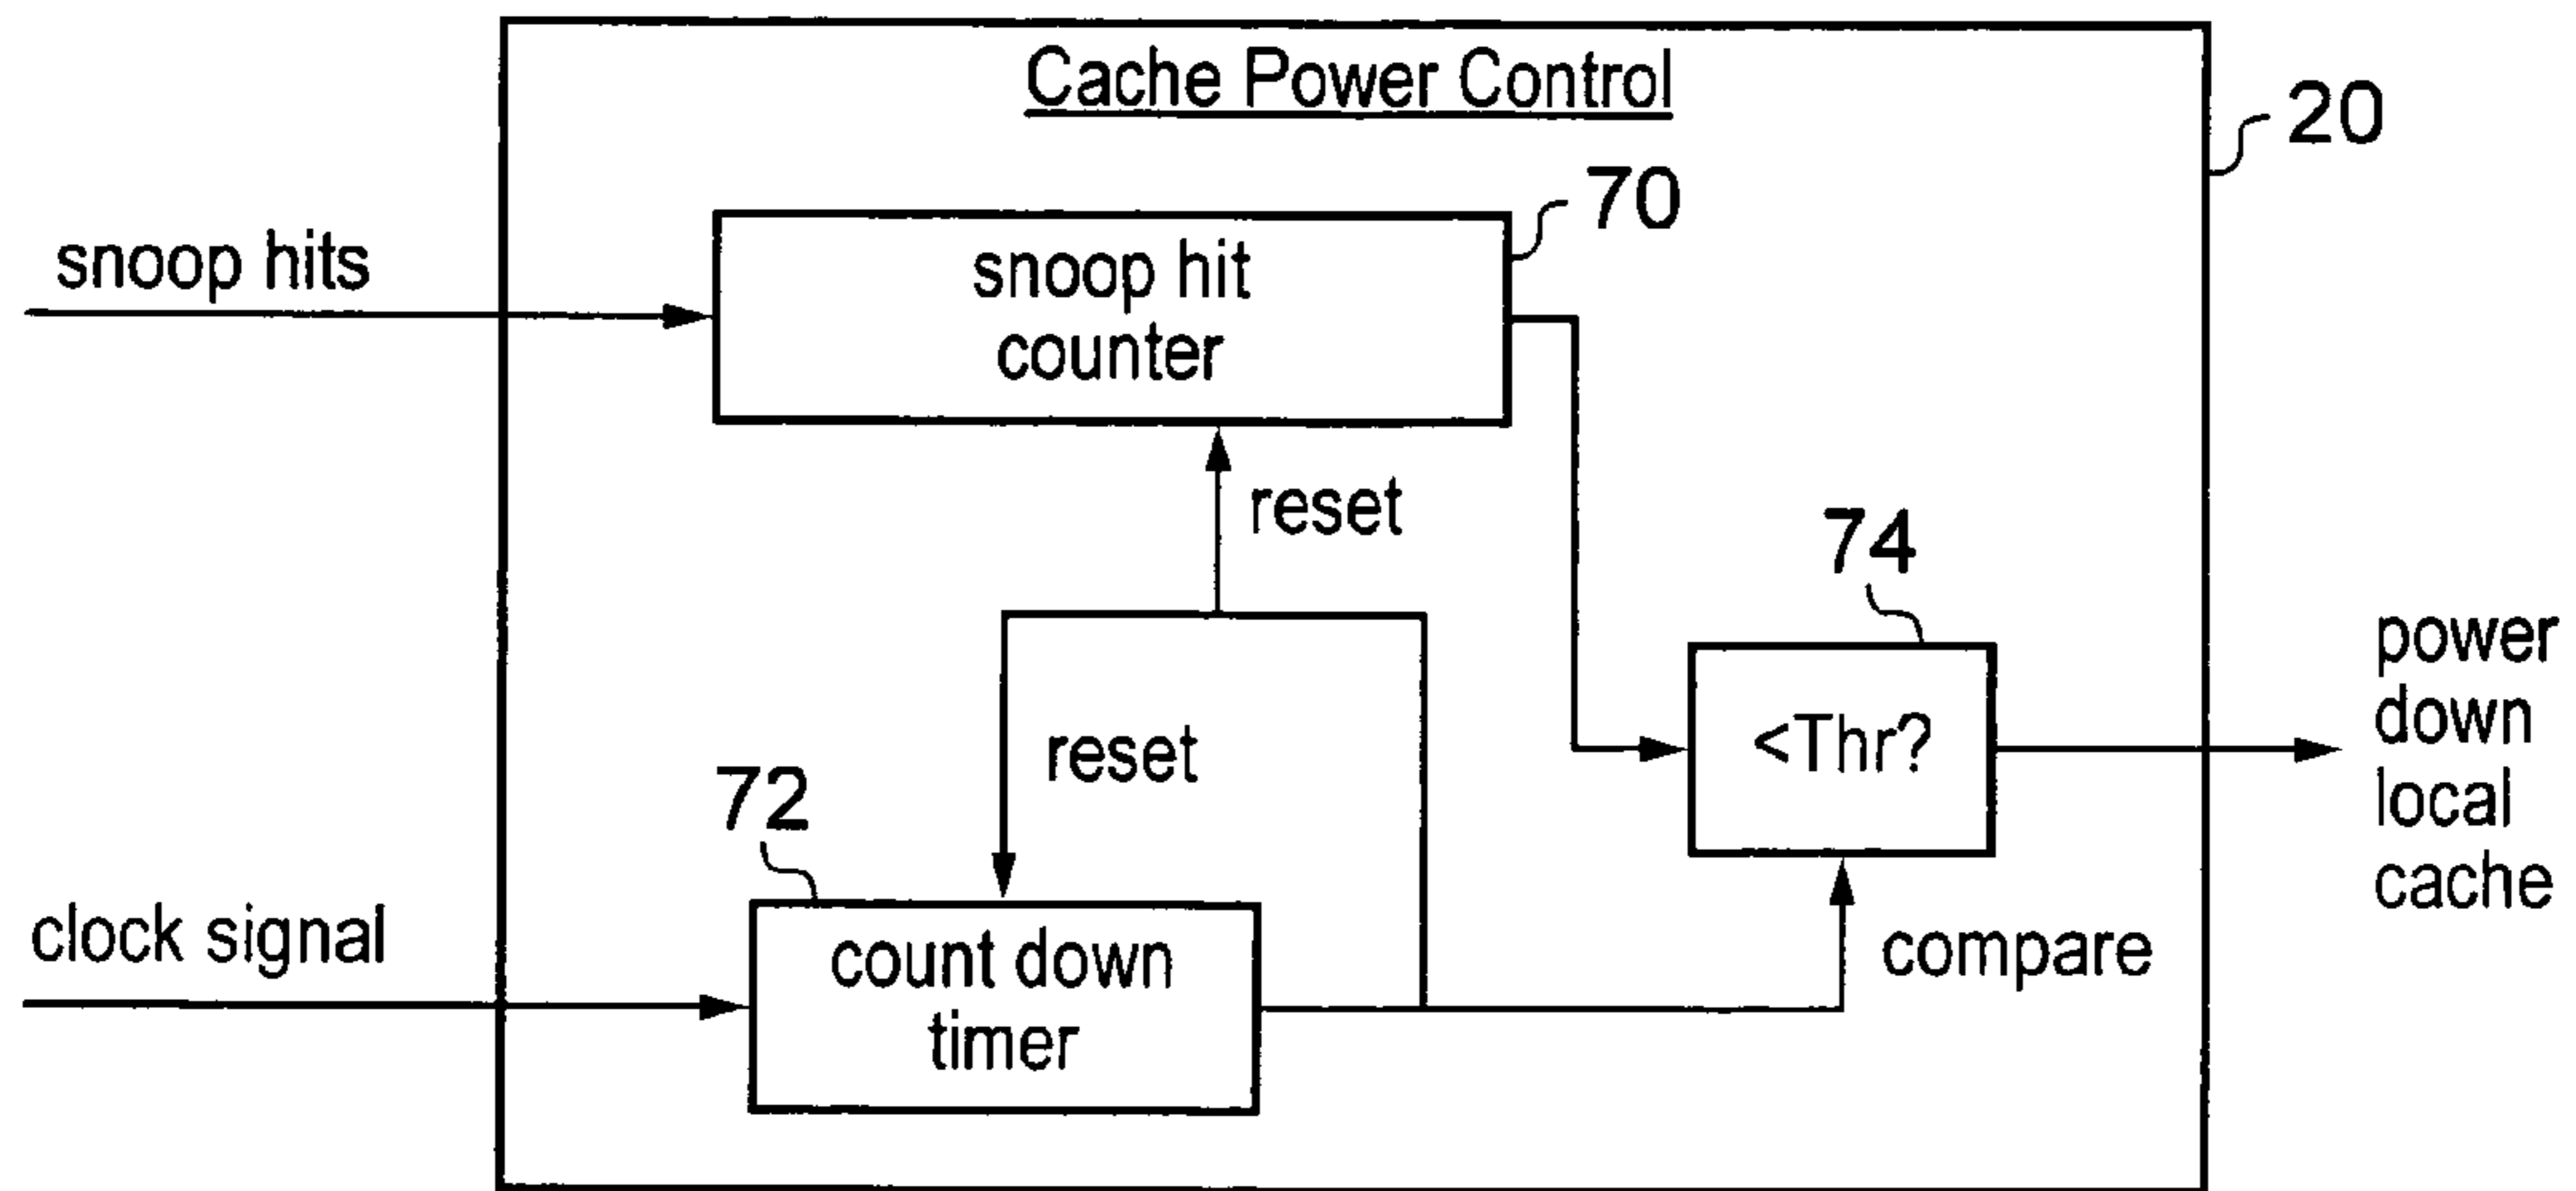 Cache Power Control
20
70
snoop hits
snoop hit
counter
reset
74
power
down
local
cache
<Thr?
reset
72
clock signal
count down
timer
compare